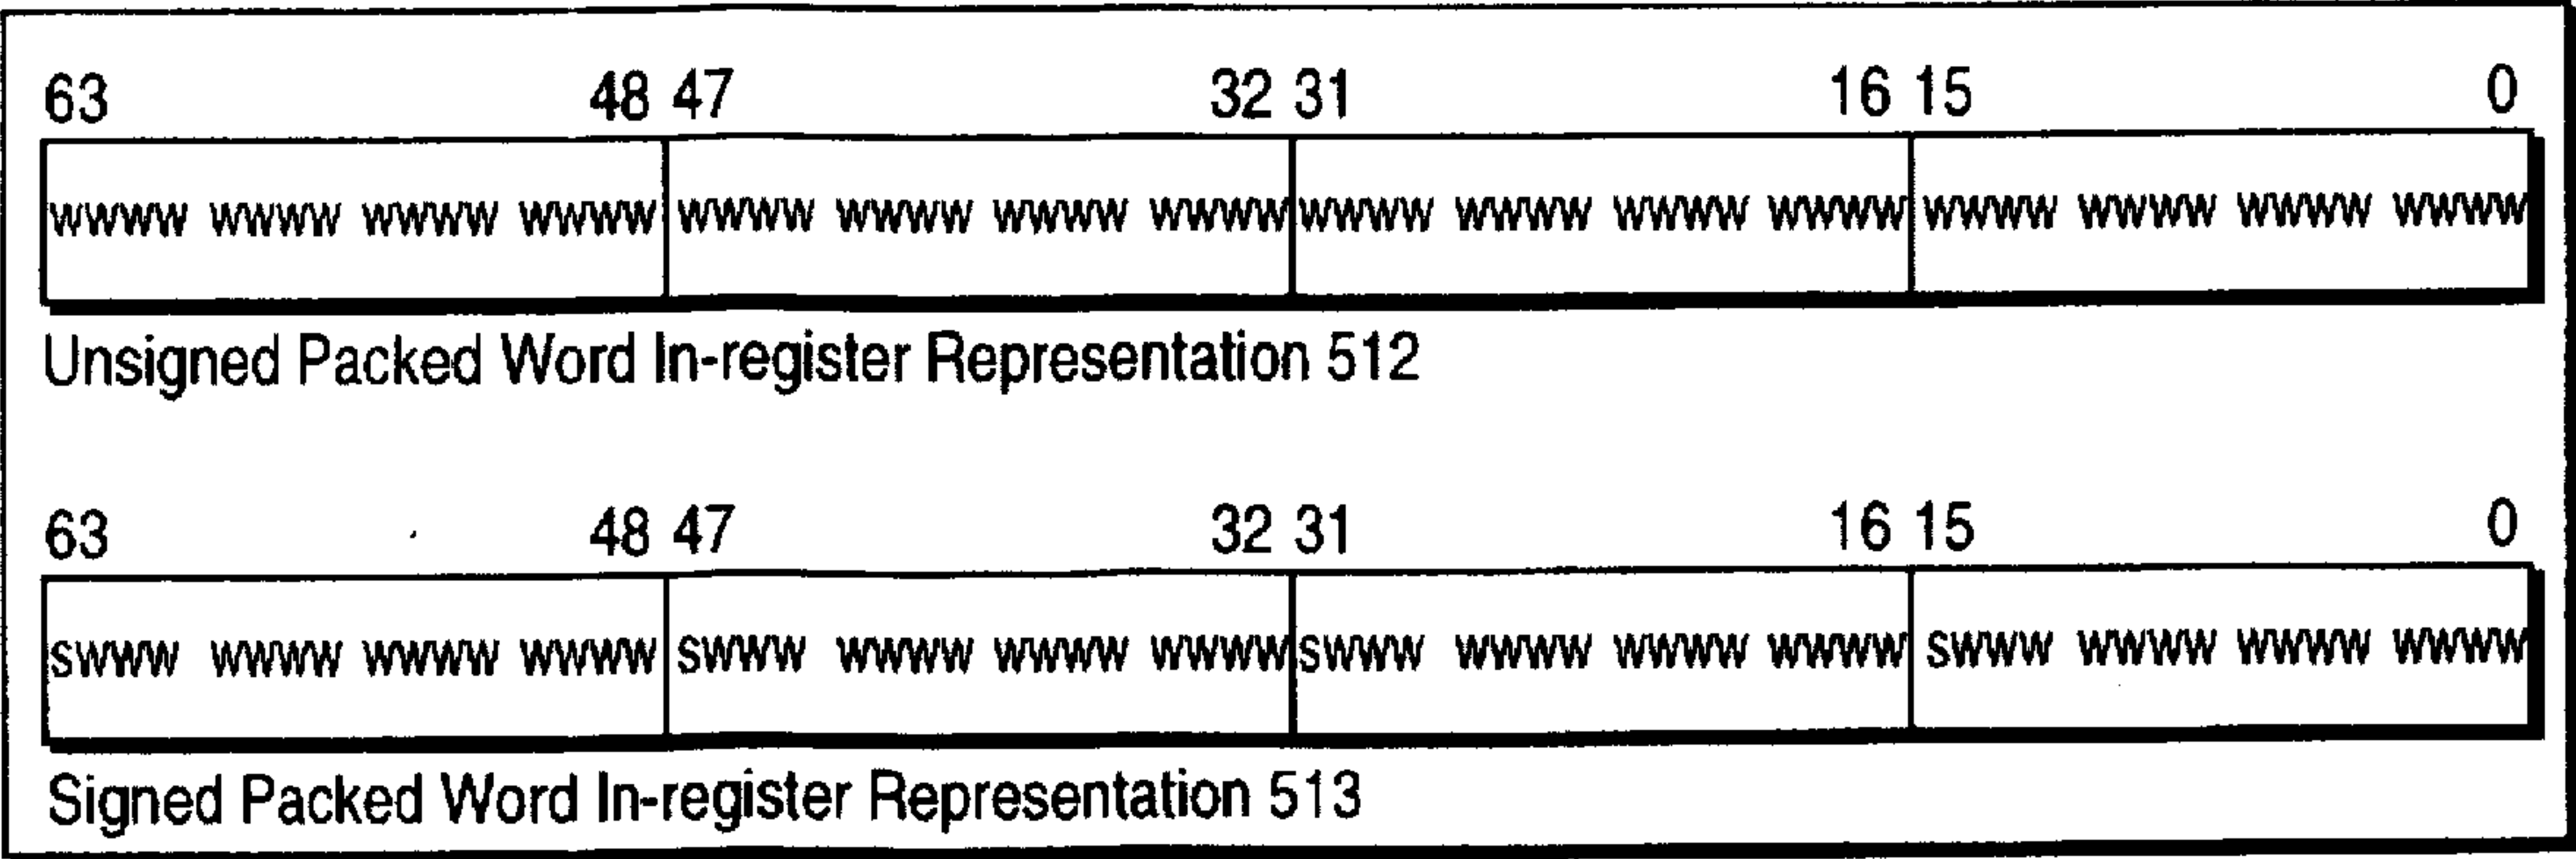 63 48 47 32 31 16 15 0
wwww wwww wwww wwww wwww wwww wwww wwww wwww wwww wwww wwww wwww wwww wwww wwww
Unsigned Packed Word In-register Representation 512
63 48 47 32 31 16 15 0
swww wwww wwww wwww swww wwww wwww wwww swww wwww wwww wwww swww wwww wwww wwww
Signed Packed Word In-register Representation 513